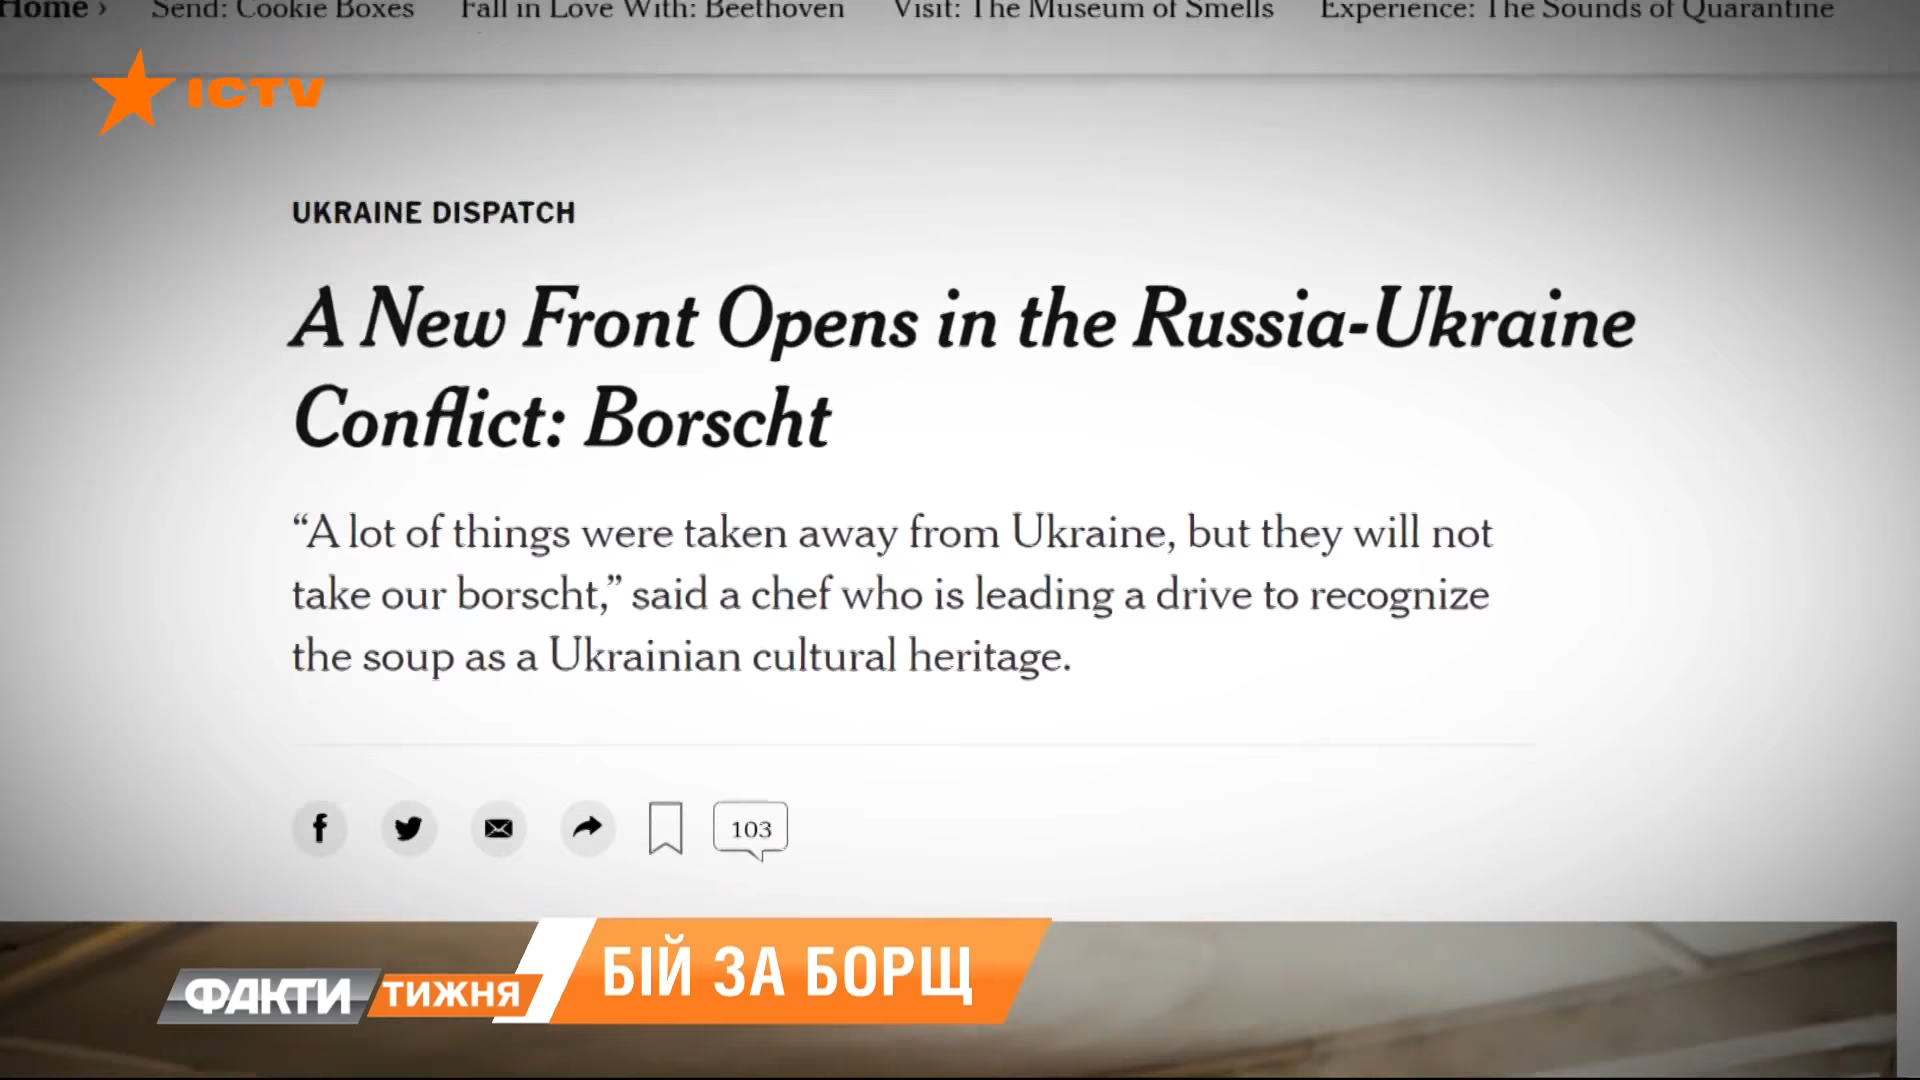 Home › Send: Cookie Boxes Fall in Love With: Beethoven Visit: The Museum of Smells Experience: The Sounds of Quarantine
ICTV
UKRAINE DISPATCH
A New Front Opens in the Russia-Ukraine
Conflict: Borscht
“A lot of things were taken away from Ukraine, but they will not
take our borscht,” said a chef who is leading a drive to recognize
the soup as a Ukrainian cultural heritage.
103
БІЙ ЗА БОРЩ
ФАКТИ ТИЖНЯ